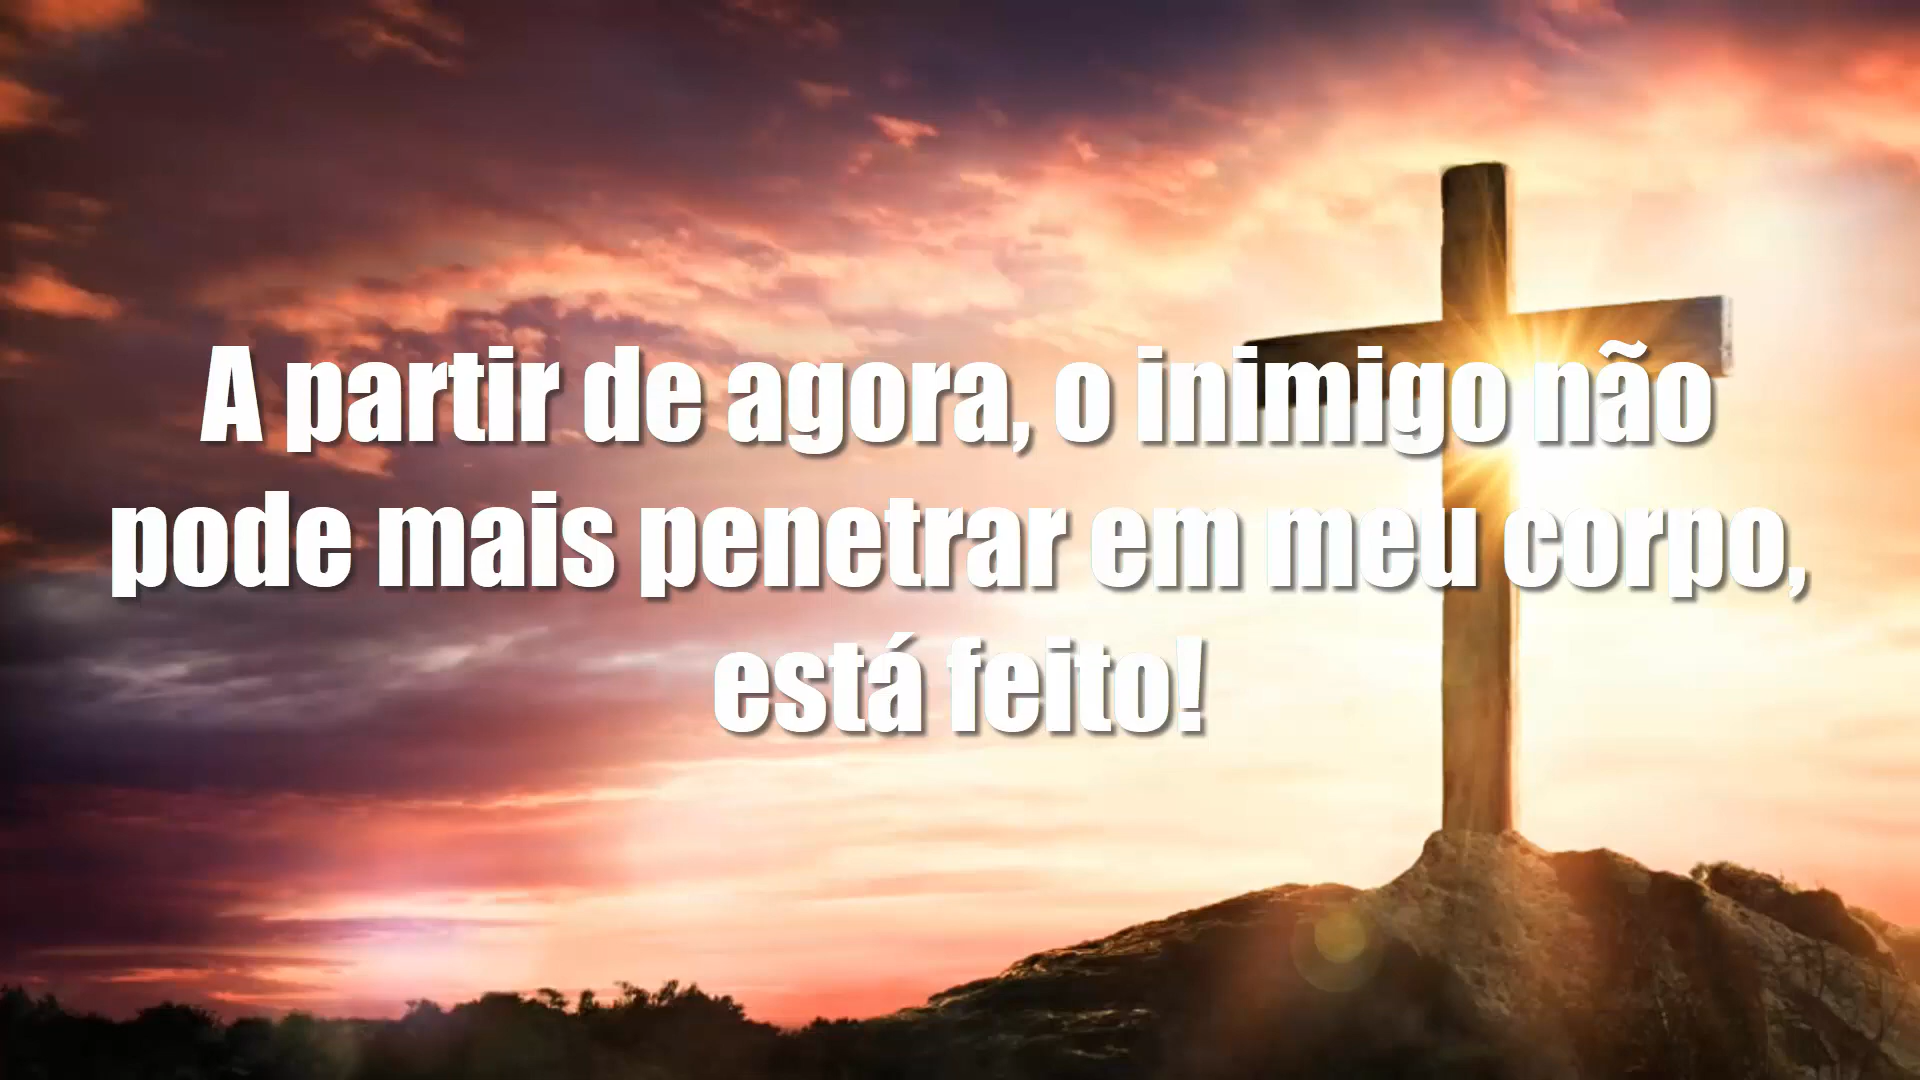 A partir de agora, o inimigo não
pode mais penetrar em meu corpo,
está feito!